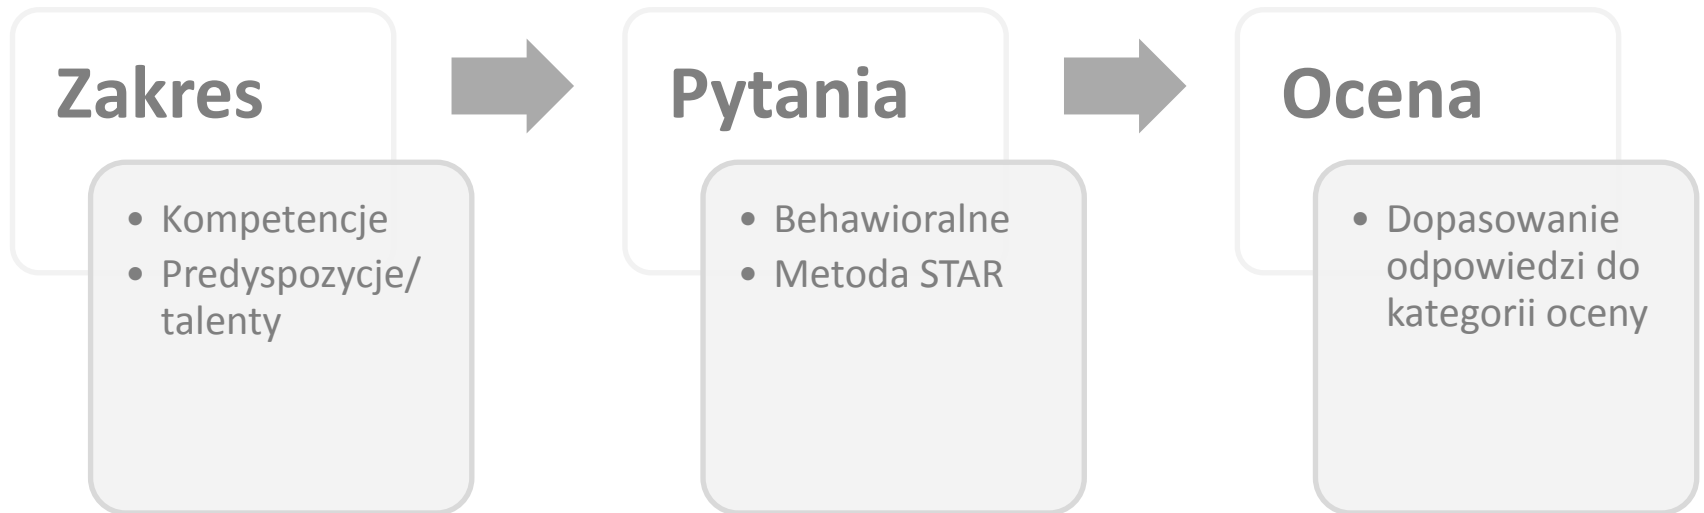 Zakres
• Kompetencje
• Predyspozycje/
talenty
Pytania
• Behawioralne
• Metoda STAR
Ocena
• Dopasowanie
odpowiedzi do
kategorii oceny